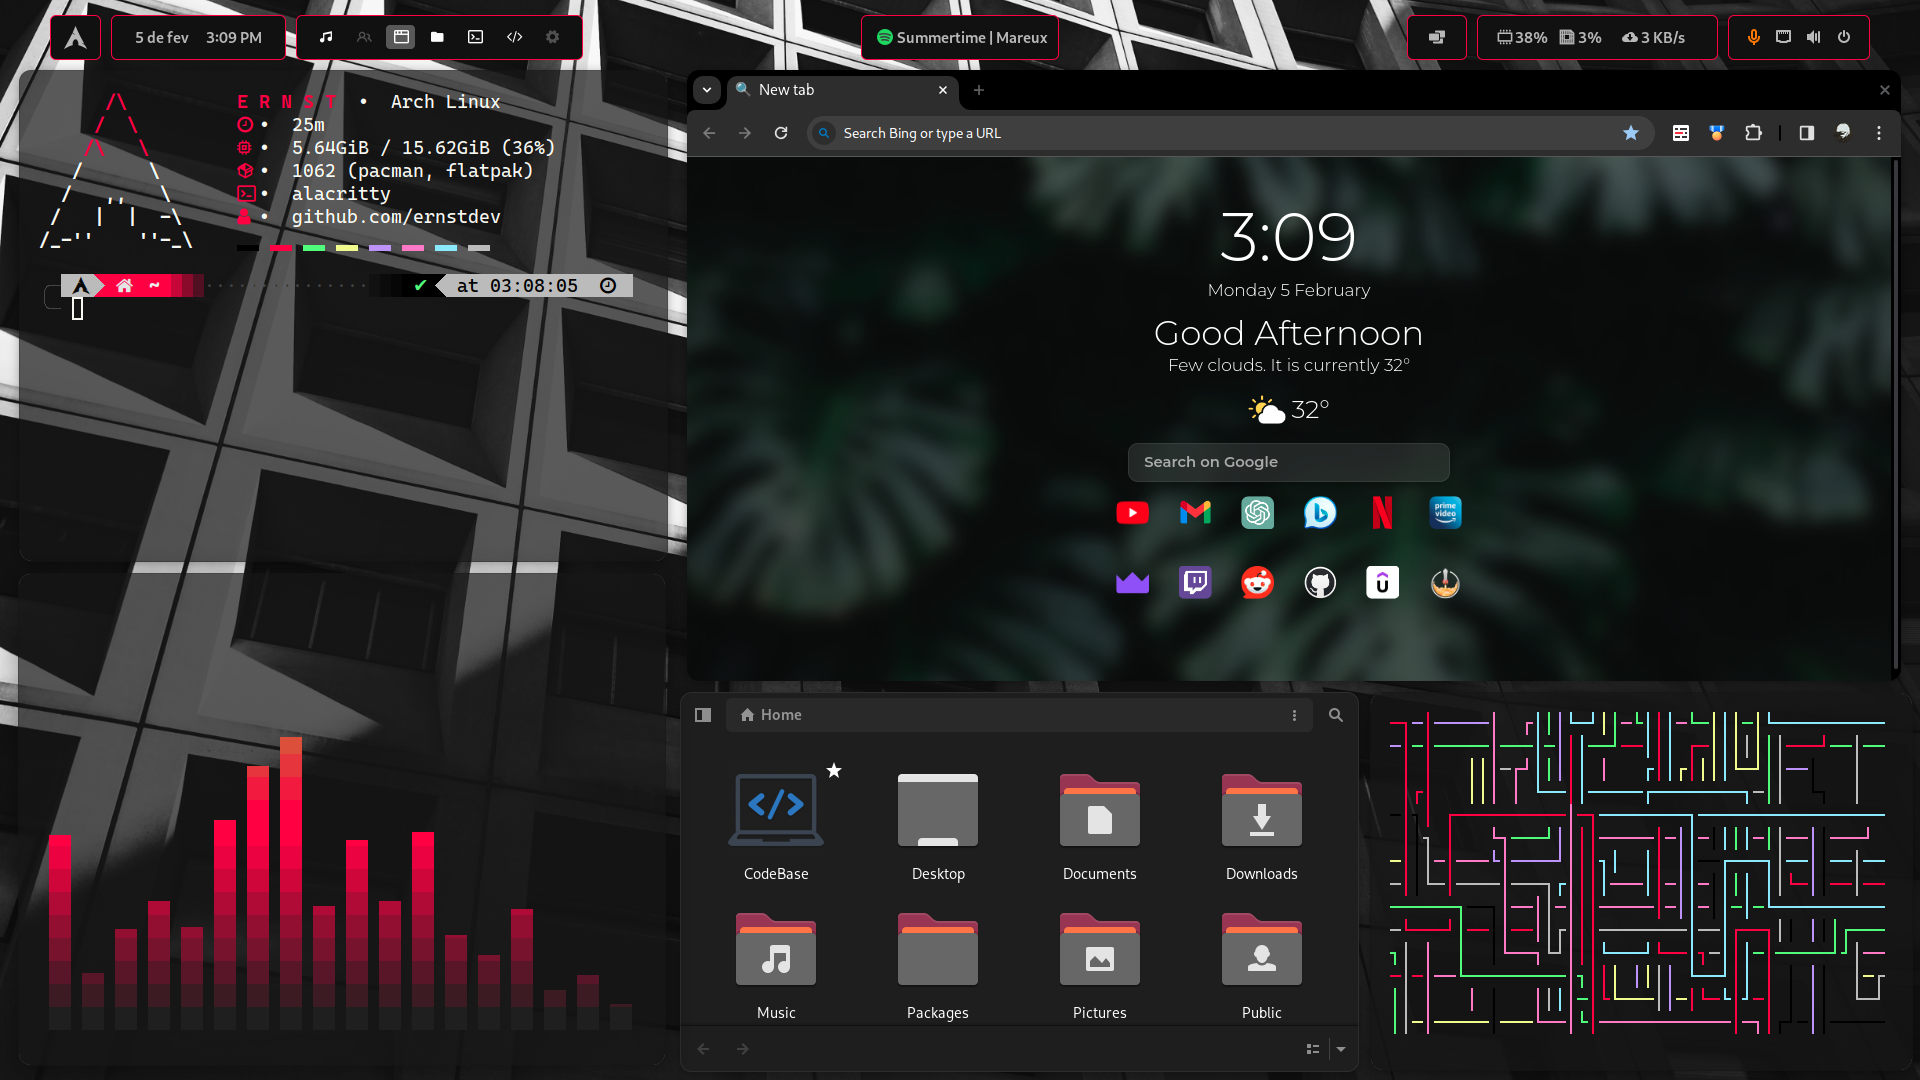 5 de fev 3:09 PM
Summertime | Mareux
38% 3% 3 KB/s
E R N S T • Arch Linux
• 25m
• 5.64GiB / 15.62GiB (36%)
• 1062 (pacman, flatpak)
• alacritty
• github.com/ernstdev
~ at 03:08:05
New tab
Search Bing or type a URL
3:09
Monday 5 February
Good Afternoon
Few clouds. It is currently 32°
32°
Search on Google
prime video
Home
CodeBase Desktop Documents Downloads
Music Packages Pictures Public